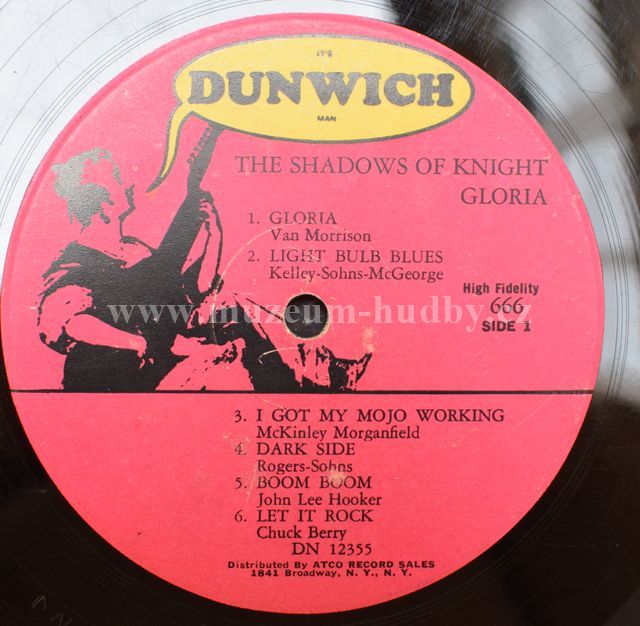 IT'S
DUNWICH
MAN
THE SHADOWS OF KNIGHT
GLORIA
1. GLORIA
Van Morrison
2. LIGHT BULB BLUES
Kelley-Sohns-McGeorge
High Fidelity
666
SIDE 1
www.muzeum-hudby.cz
3. I GOT MY MOJO WORKING
McKinley Morganfield
4. DARK SIDE
Rogers-Sohns
5. BOOM BOOM
John Lee Hooker
6. LET IT ROCK
Chuck Berry
DN 12355
Distributed By ATCO RECORD SALES
1841 Broadway, N. Y., N. Y.